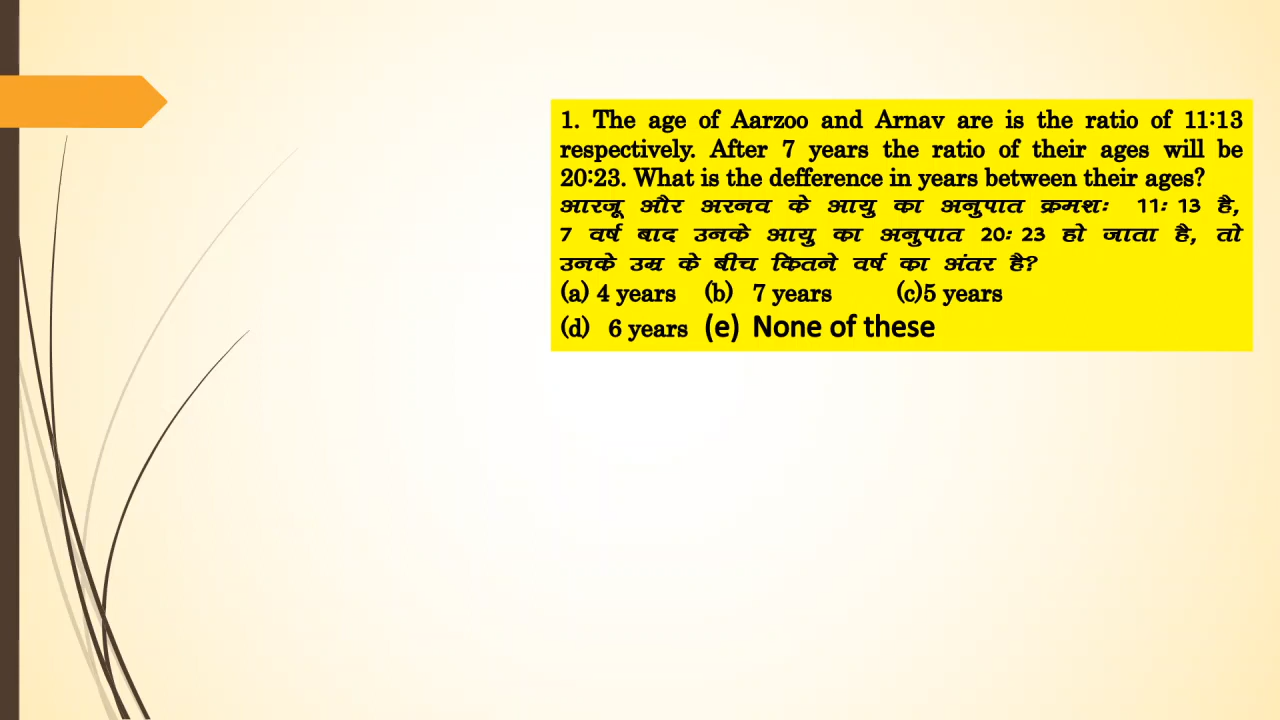 1. The age of Aarzoo and Arnav are is the ratio of 11:13
respectively. After 7 years the ratio of their ages will be
20:23. What is the defference in years between their ages?
आरजू और अरनव के आयु का अनुपात क्रमशः 11: 13 है,
7 वर्ष बाद उनके आयु का अनुपात 20: 23 हो जाता है, तो
उनके उम्र के बीच कितने वर्ष का अंतर है?
(a) 4 years (b) 7 years (c)5 years
(d) 6 years (e) None of these